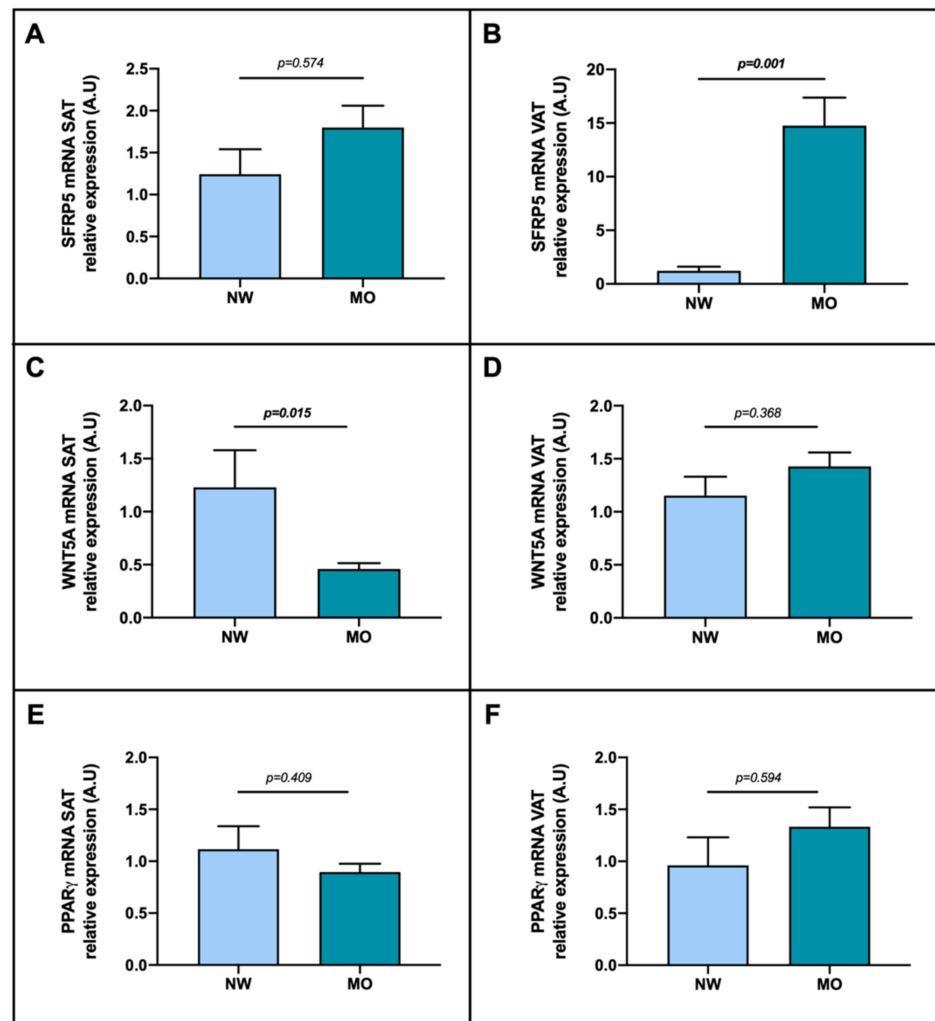 A
SFRP5 mRNA SAT
relative expression (A.U)
2.5
2.0
1.5
1.0
0.5
0.0
p=0.574
NW
MO
B
SFRP5 mRNA VAT
relative expression (A.U)
20
15
10
5
0
p=0.001
NW
MO
C
WNT5A mRNA SAT
relative expression (A.U)
2.0
1.5
1.0
0.5
0.0
p=0.015
NW
MO
D
WNT5A mRNA VAT
relative expression (A.U)
2.0
1.5
1.0
0.5
0.0
p=0.368
NW
MO
E
PPARγ mRNA SAT
relative expression (A.U)
2.0
1.5
1.0
0.5
0.0
p=0.409
NW
MO
F
PPARγ mRNA VAT
relative expression (A.U)
2.0
1.5
1.0
0.5
0.0
p=0.594
NW
MO